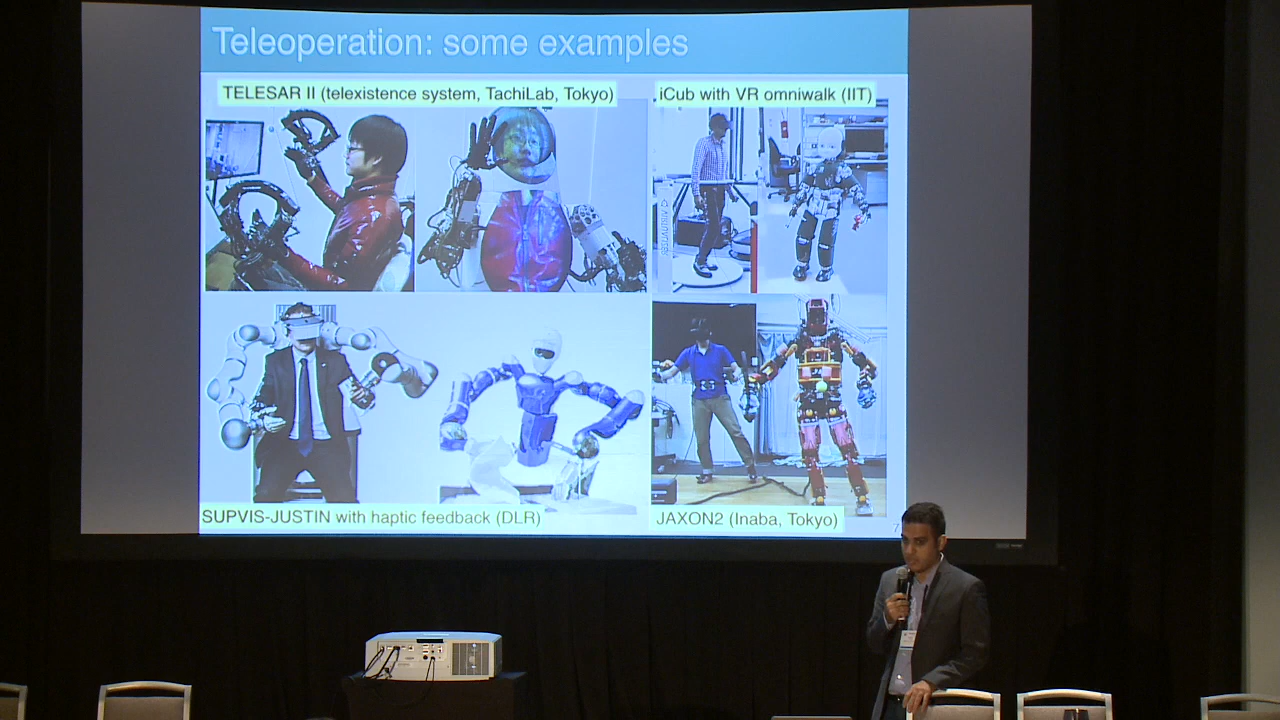 Teleoperation: some examples
TELESAR II (telexistence system, TachiLab, Tokyo)
iCub with VR omniwalk (IIT)
SUPVIS-JUSTIN with haptic feedback (DLR)
JAXON2 (Inaba, Tokyo)
7